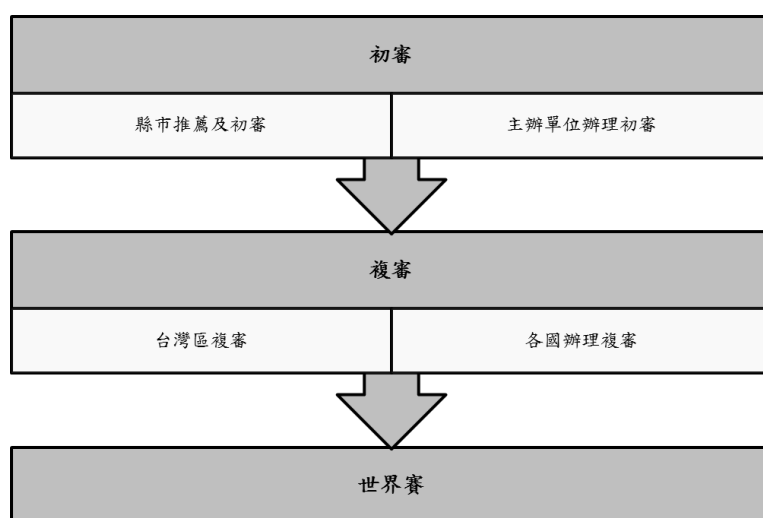 初審
縣市推薦及初審
主辦單位辦理初審
複審
台灣區複審
各國辦理複審
世界賽